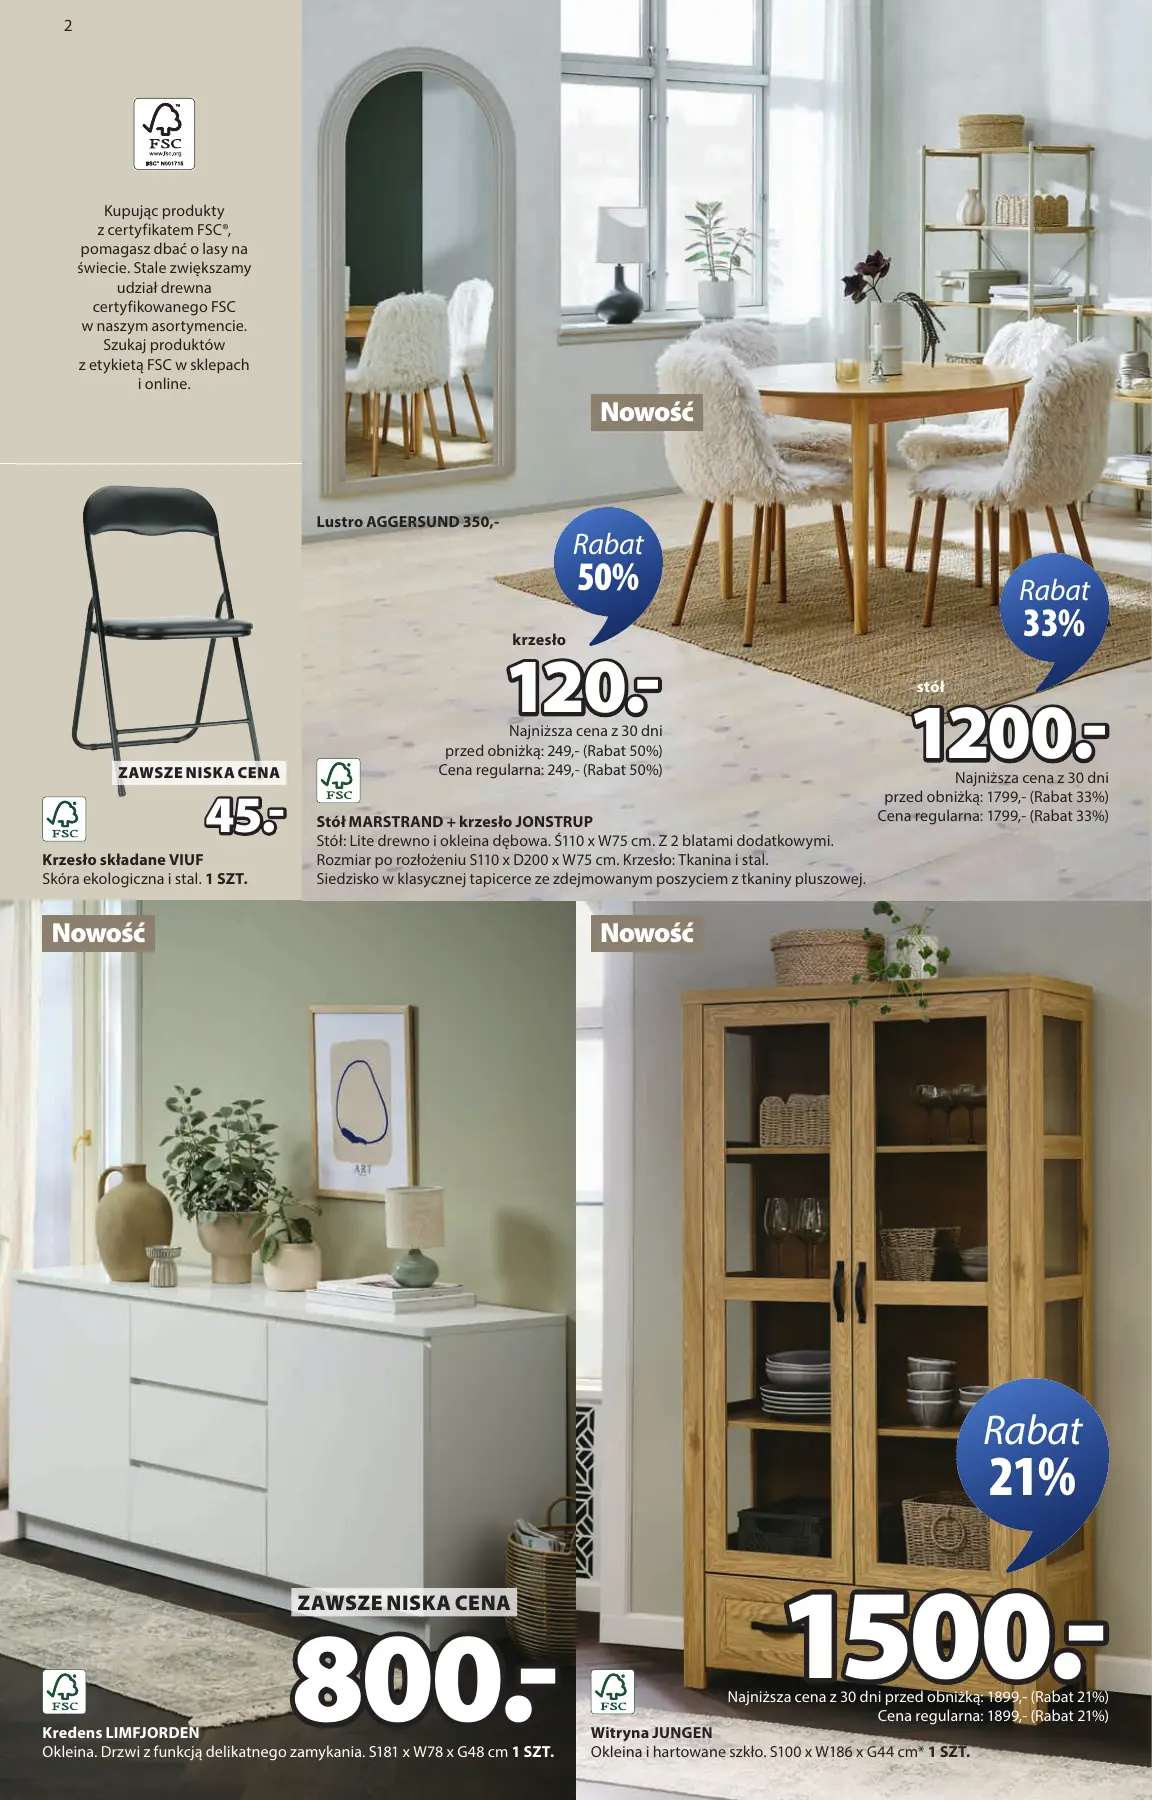 2
FSC
www.fsc.org
FSC® N001715
Kupując produkty
z certyfikatem FSC®,
pomagasz dbać o lasy na
świecie. Stale zwiększamy
udział drewna
certyfikowanego FSC
w naszym asortymencie.
Szukaj produktów
z etykietą FSC w sklepach
i online.
ZAWSZE NISKA CENA
45.-
FSC
Krzesło składane VIUF
Skóra ekologiczna i stal. 1 SZT.
Nowość
Lustro AGGERSUND 350,-
Rabat
50%
krzesło
120.-
Najniższa cena z 30 dni
przed obniżką: 249,- (Rabat 50%)
Cena regularna: 249,- (Rabat 50%)
Rabat
33%
stół
1200.-
Najniższa cena z 30 dni
przed obniżką: 1799,- (Rabat 33%)
Cena regularna: 1799,- (Rabat 33%)
FSC
Stół MARSTRAND + krzesło JONSTRUP
Stół: Lite drewno i okleina dębowa. Ś110 x W75 cm. Z 2 blatami dodatkowymi.
Rozmiar po rozłożeniu S110 x D200 x W75 cm. Krzesło: Tkanina i stal.
Siedzisko w klasycznej tapicerce ze zdejmowanym poszyciem z tkaniny pluszowej.
Nowość
ART
ZAWSZE NISKA CENA
800.-
FSC
Kredens LIMFJORDEN
Okleina. Drzwi z funkcją delikatnego zamykania. S181 x W78 x G48 cm 1 SZT.
Nowość
Rabat
21%
1500.-
Najniższa cena z 30 dni przed obniżką: 1899,- (Rabat 21%)
Cena regularna: 1899,- (Rabat 21%)
FSC
Witryna JUNGEN
Okleina i hartowane szkło. S100 x W186 x G44 cm* 1 SZT.